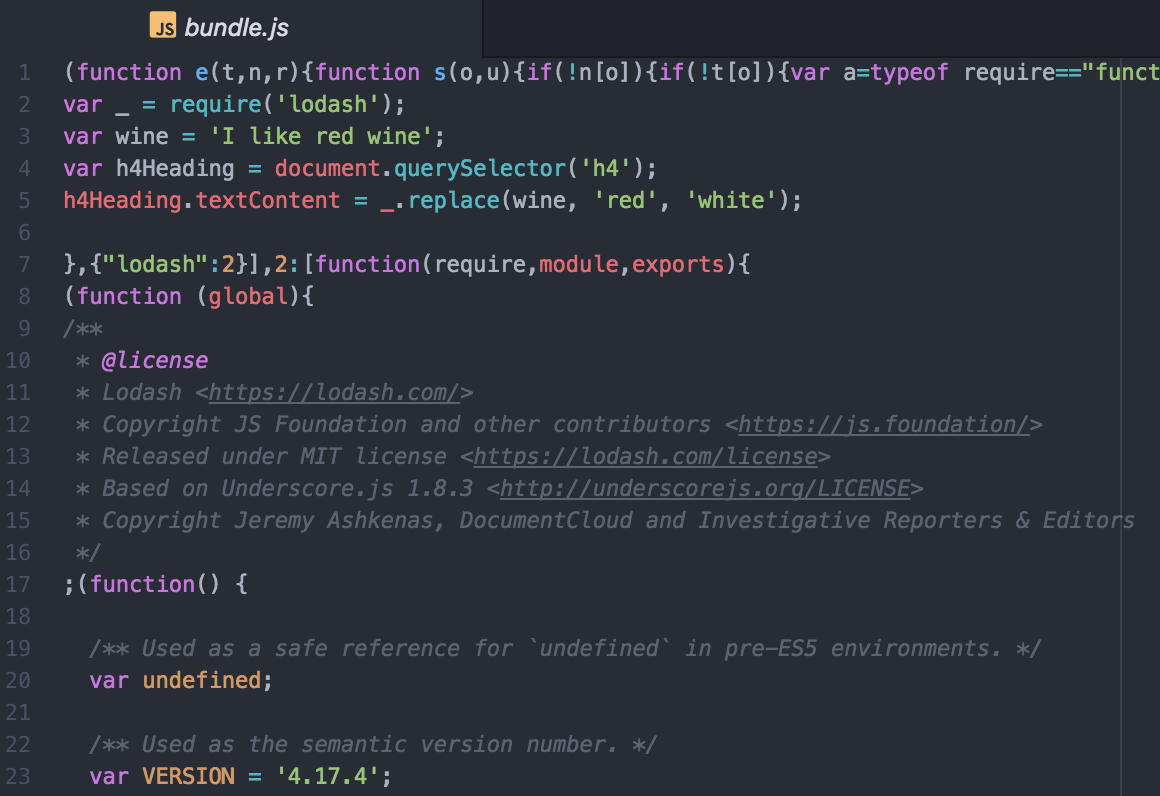 JS bundle.js
1 (function e(t,n,r){function s(o,u){if(!n[o]){if(!t[o]){var a=typeof require=="funct
2 var _ = require('lodash');
3 var wine = 'I like red wine';
4 var h4Heading = document.querySelector('h4');
5 h4Heading.textContent = _.replace(wine, 'red', 'white');
6
7 },{"lodash":2}],2:[function(require,module,exports){
8 (function (global){
9 /**
10  * @license
11  * Lodash <https://lodash.com/>
12  * Copyright JS Foundation and other contributors <https://js.foundation/>
13  * Released under MIT license <https://lodash.com/license>
14  * Based on Underscore.js 1.8.3 <http://underscorejs.org/LICENSE>
15  * Copyright Jeremy Ashkenas, DocumentCloud and Investigative Reporters & Editors
16  */
17 ;(function() {
18
19   /** Used as a safe reference for `undefined` in pre-ES5 environments. */
20   var undefined;
21
22   /** Used as the semantic version number. */
23   var VERSION = '4.17.4';